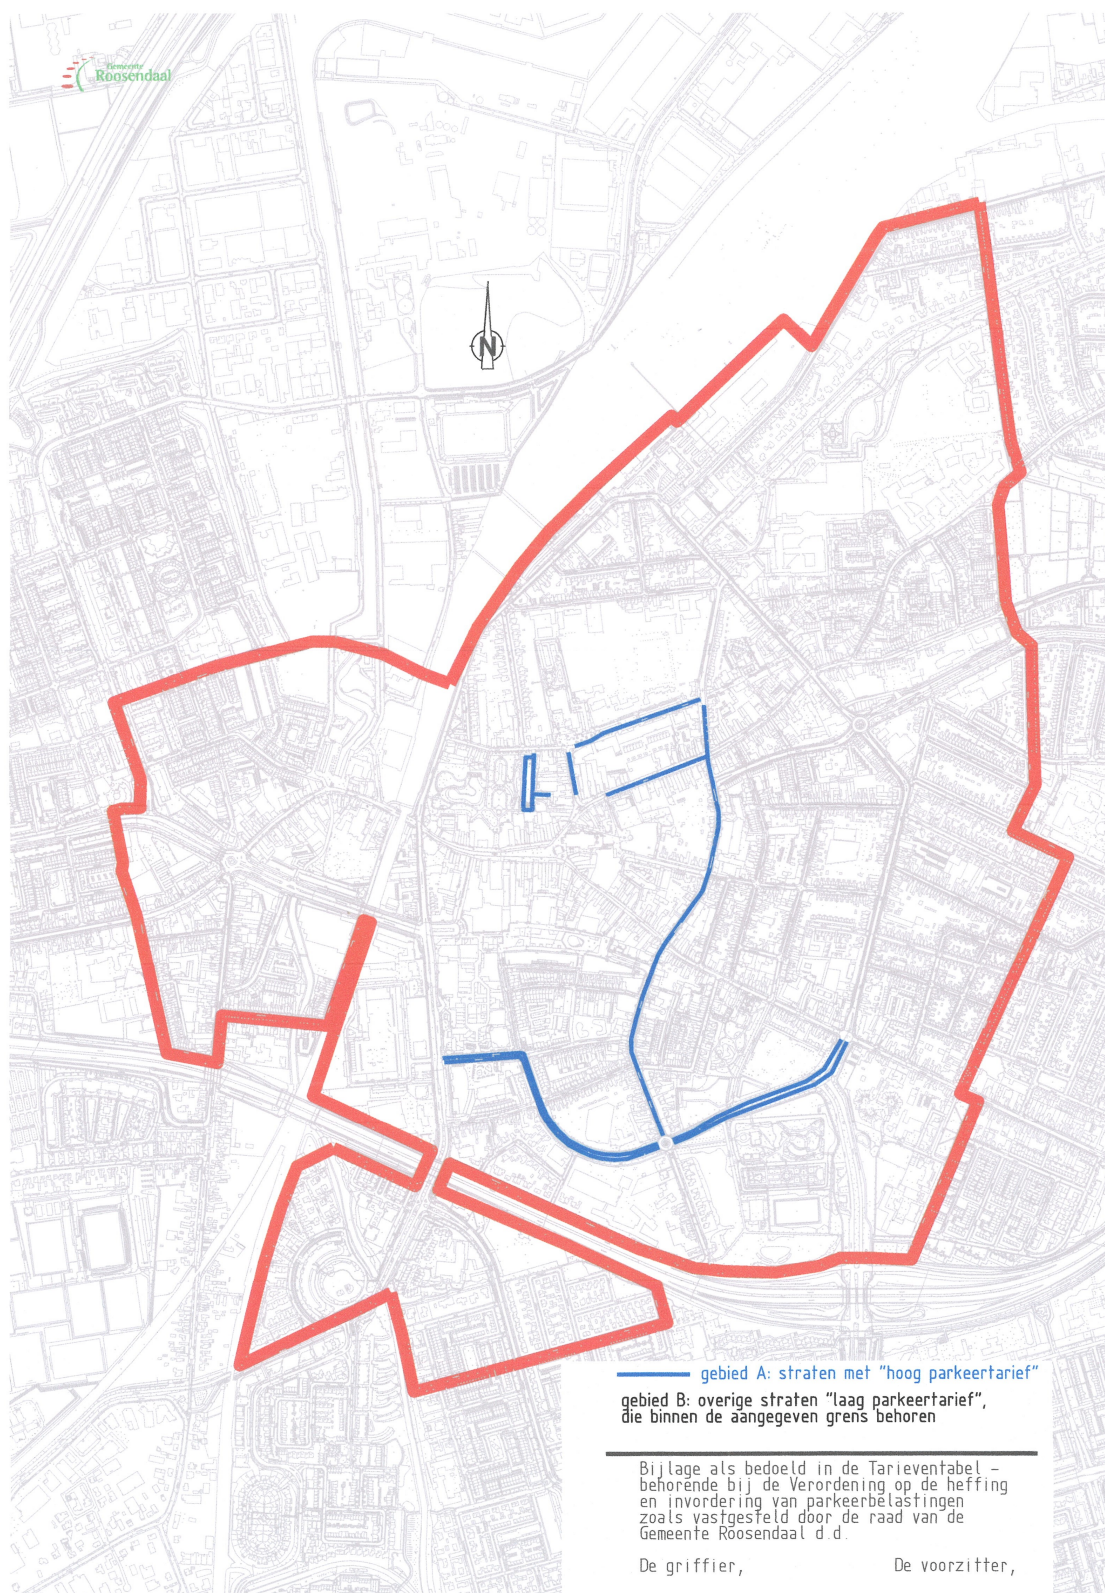 Gemeente
Roosendaal
N
gebied A: straten met "hoog parkeertarief"
gebied B: overige straten "laag parkeertarief",
die binnen de aangegeven grens behoren
Bijlage als bedoeld in de Tarieventabel –
behorende bij de Verordening op de heffing
en invordering van parkeerbelastingen
zoals vastgesteld door de raad van de
Gemeente Roosendaal d.d.
De griffier, De voorzitter,